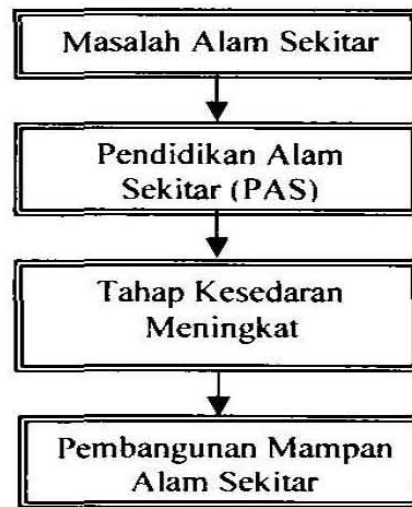 Masalah Alam Sekitar
Pendidikan Alam
Sekitar (PAS)
Tahap Kesedaran
Meningkat
Pembangunan Mampan
Alam Sekitar